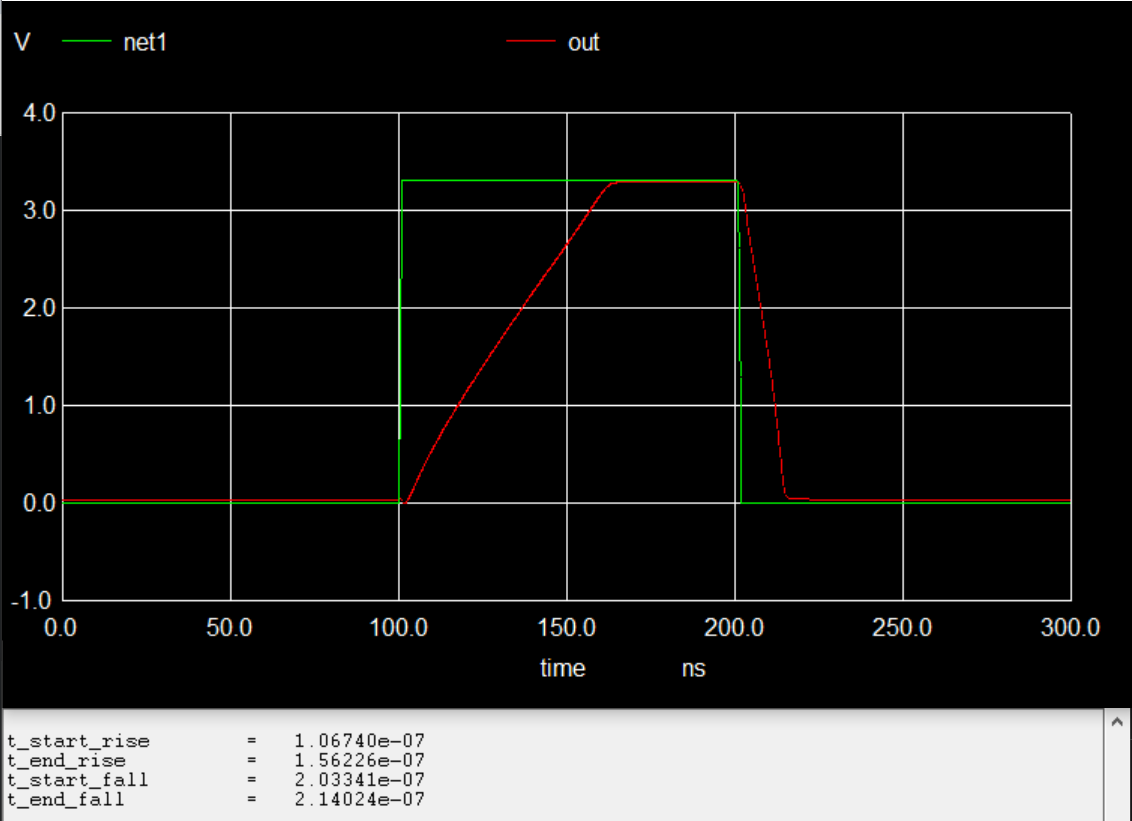 V net1 out
4.0
3.0
2.0
1.0
0.0
-1.0
0.0 50.0 100.0 150.0 200.0 250.0 300.0
time ns
t_start_rise = 1.06740e-07
t_end_rise = 1.56226e-07
t_start_fall = 2.03341e-07
t_end_fall = 2.14024e-07